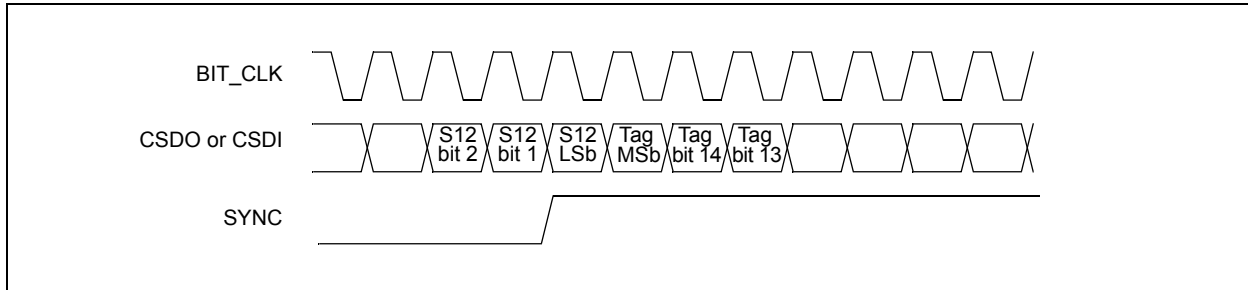 BIT_CLK
CSDO or CSDI
S12 bit 2
S12 bit 1
S12 LSb
Tag MSb
Tag bit 14
Tag bit 13
SYNC